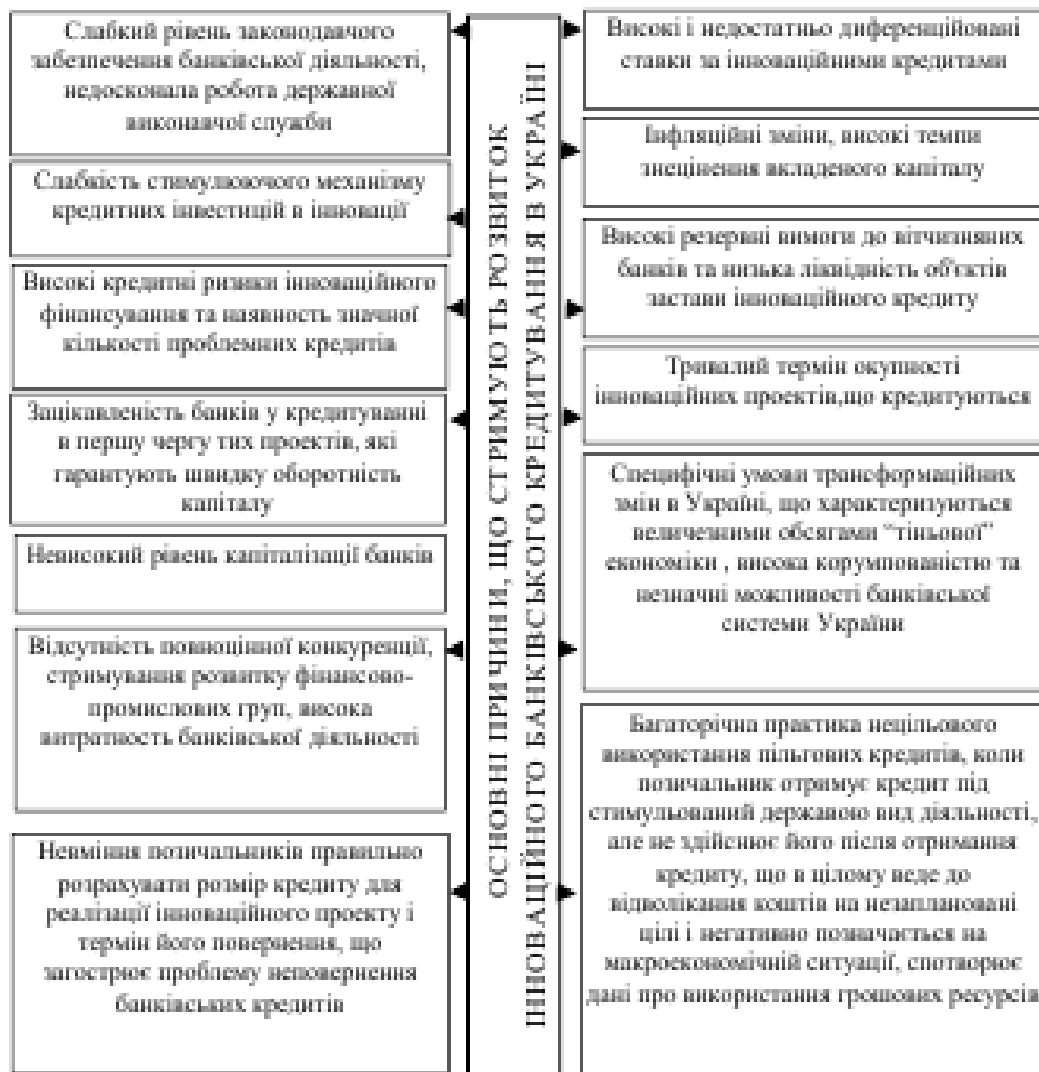 Слабкий рівень законодавчого
забезпечення банківської діяльності,
недосконала робота державної
виконавчої служби
Слабкість стимулюючого механізму
кредитних інвестицій в інновації
Високі кредитні ризики інноваційного
фінансування та наявность значної
кількості проблемних кредитів
Зацікавленість банків у кредитуванні
в першу чергу тих проектів, які
гарантують швидку оборотність
капіталу
Невисокий рівень капіталізації банків
Відсутність повноцінної конкуренції,
стримування розвитку фінансово-
промислових груп, висока
витратность банківської діяльності
Невміння позичальників правильно
розрахувати розмір кредиту для
реалізації інноваційного проекту і
термін його повернення, що
загострює проблему неповернення
банківських кредитів
ОСНОВНІ ПРИЧИНИ, ЩО СТРИМУЮТЬ РОЗВИТОК
ІННОВАЦІЙНОГО БАНКІВСЬКОГО КРЕДИТУВАННЯ В УКРАЇНІ
Високі і недостатньо диференційовані
ставки за інноваційними кредитами
Інфляційні зміни, високі темпи
знецінення вкладеного капіталу
Високі резервні вимоги до вітчизняних
банків та низька ліквідність об'єктів
застави інноваційного кредиту
Тривалий термін окупності
інноваційних проектів,що кредитуються
Специфічні умови трансформаційних
змін в Україні, що характеризуються
величезними обсягами “тіньової”
економіки , висока корумпованістю та
незначні можливості банківської
системи України
Багаторічна практика нецільового
використання пільгових кредитів, коли
позичальник отримує кредит під
стимульований державою вид діяльності,
але не здійснює його після отримання
кредиту, що в цілому веде до
відволікання коштів на незаплановані
цілі і негативно позначається на
макроекономічній ситуації, спотворює
дані про використання грошових ресурсів